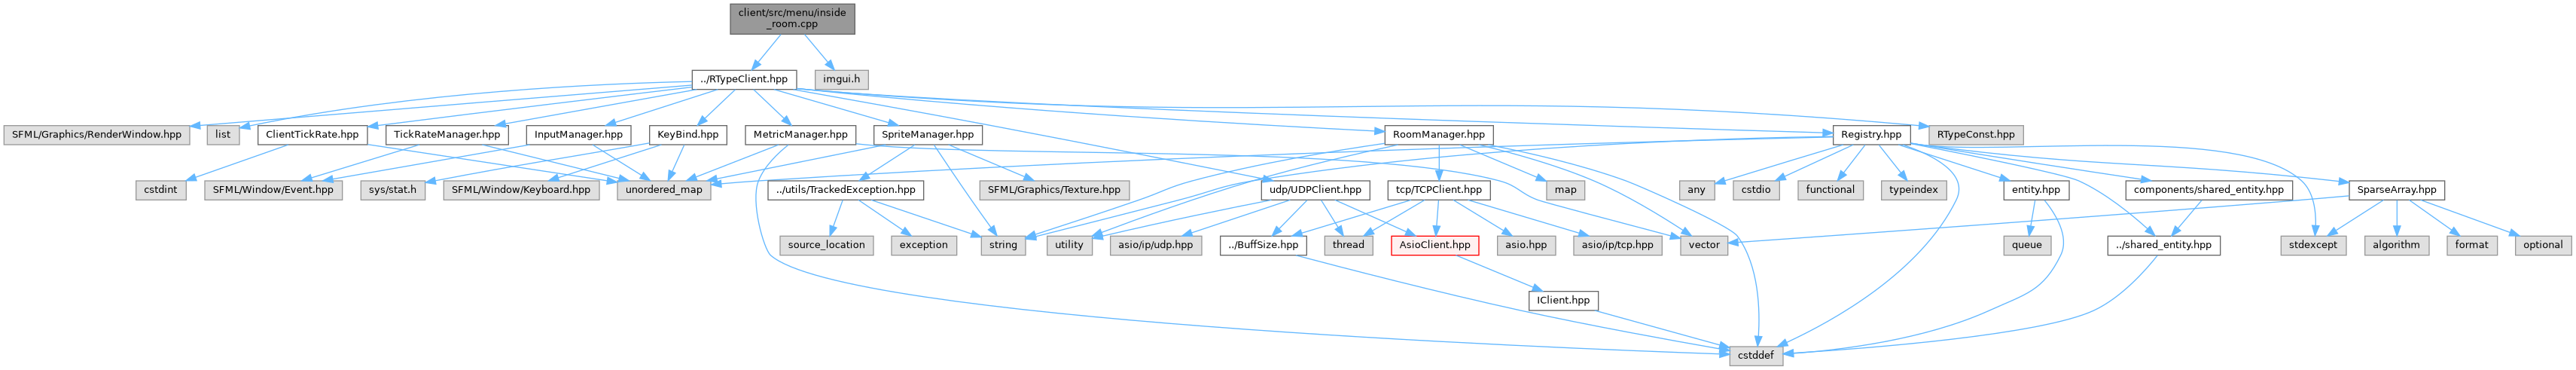 client/src/menu/inside
_room.cpp
../RTypeClient.hpp
imgui.h
SFML/Graphics/RenderWindow.hpp
list
ClientTickRate.hpp
TickRateManager.hpp
InputManager.hpp
KeyBind.hpp
MetricManager.hpp
SpriteManager.hpp
RoomManager.hpp
Registry.hpp
RTypeConst.hpp
cstdint
SFML/Window/Event.hpp
sys/stat.h
SFML/Window/Keyboard.hpp
unordered_map
../utils/TrackedException.hpp
SFML/Graphics/Texture.hpp
udp/UDPClient.hpp
tcp/TCPClient.hpp
map
any
cstdio
functional
typeindex
entity.hpp
components/shared_entity.hpp
SparseArray.hpp
source_location
exception
string
utility
asio/ip/udp.hpp
../BuffSize.hpp
thread
AsioClient.hpp
asio.hpp
asio/ip/tcp.hpp
vector
queue
../shared_entity.hpp
stdexcept
algorithm
format
optional
IClient.hpp
cstddef